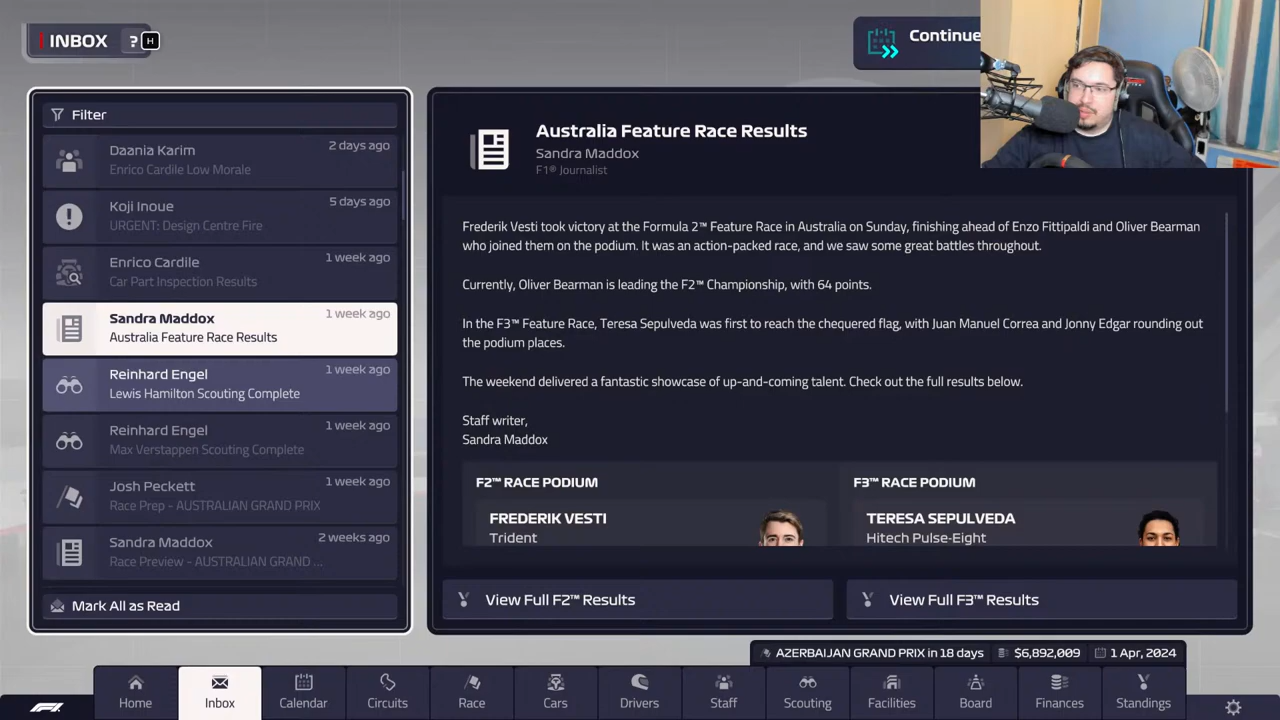 INBOX
? H
Continue
Filter
Daania Karim
2 days ago
Enrico Cardile Low Morale
Koji Inoue
5 days ago
URGENT: Design Centre Fire
Enrico Cardile
1 week ago
Car Part Inspection Results
Sandra Maddox
1 week ago
Australia Feature Race Results
Reinhard Engel
1 week ago
Lewis Hamilton Scouting Complete
Reinhard Engel
1 week ago
Max Verstappen Scouting Complete
Josh Peckett
1 week ago
Race Prep - AUSTRALIAN GRAND PRIX
Sandra Maddox
2 weeks ago
Race Preview - AUSTRALIAN GRAND ...
Mark All as Read
Australia Feature Race Results
Sandra Maddox
F1® Journalist
Frederik Vesti took victory at the Formula 2™ Feature Race in Australia on Sunday, finishing ahead of Enzo Fittipaldi and Oliver Bearman
who joined them on the podium. It was an action-packed race, and we saw some great battles throughout.
Currently, Oliver Bearman is leading the F2™ Championship, with 64 points.
In the F3™ Feature Race, Teresa Sepulveda was first to reach the chequered flag, with Juan Manuel Correa and Jonny Edgar rounding out
the podium places.
The weekend delivered a fantastic showcase of up-and-coming talent. Check out the full results below.
Staff writer,
Sandra Maddox
F2™ RACE PODIUM
FREDERIK VESTI
Trident
F3™ RACE PODIUM
TERESA SEPULVEDA
Hitech Pulse-Eight
View Full F2™ Results
View Full F3™ Results
AZERBAIJAN GRAND PRIX in 18 days
$6,892,009
1 Apr, 2024
F1
Home
Inbox
Calendar
Circuits
Race
Cars
Drivers
Staff
Scouting
Facilities
Board
Finances
Standings